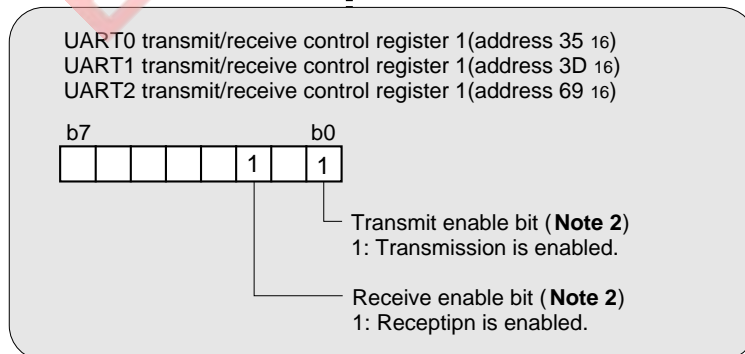 UART0 transmit/receive control register 1(address 35 16)
UART1 transmit/receive control register 1(address 3D 16)
UART2 transmit/receive control register 1(address 69 16)
b7 b0
1 1
Transmit enable bit (Note 2)
1: Transmission is enabled.
Receive enable bit (Note 2)
1: Receptipn is enabled.